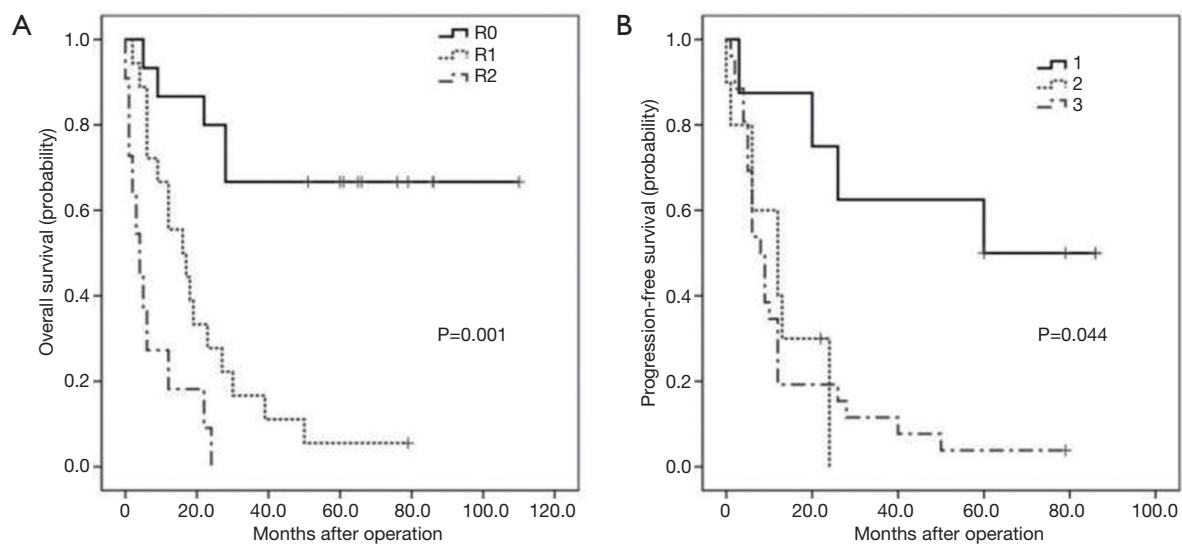 A
Overall survival (probability)
1.0
0.8
0.6
0.4
0.2
0.0
R0
R1
R2
P=0.001
0 20.0 40.0 60.0 80.0 100.0 120.0
Months after operation
B
Progression-free survival (probability)
1.0
0.8
0.6
0.4
0.2
0.0
1
2
3
P=0.044
0 20.0 40.0 60.0 80.0 100.0
Months after operation